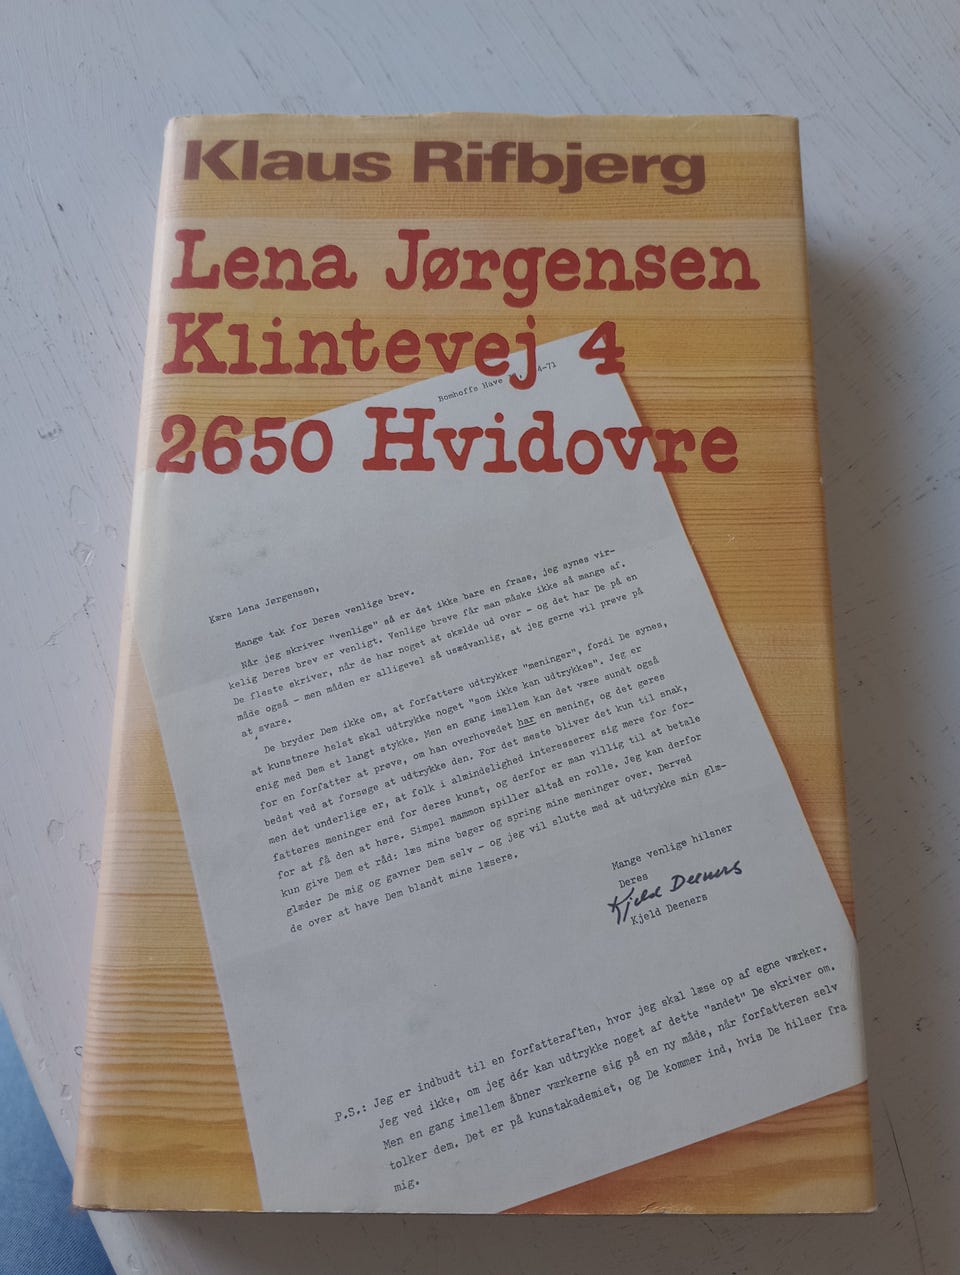 Klaus Rifbjerg
Lena Jørgensen
Klintevej 4
2650 Hvidovre
Bomhoffs Have 4-71
Kære Lena Jørgensen,
Mange tak for Deres venlige brev.
Når jeg skriver "venlige" så er det ikke bare en frase, jeg synes vir-
kelig Deres brev er venligt. Venlige breve får man måske ikke så mange af.
De fleste skriver, når de har noget at skælde ud over - og det har De på en
måde også - men måden er alligevel så usædvanlig, at jeg gerne vil prøve på
at svare.
De bryder Dem ikke om, at forfattere udtrykker "meninger", fordi De synes,
at kunstnere helst skal udtrykke noget "som ikke kan udtrykkes". Jeg er
enig med Dem et langt stykke. Men en gang imellem kan det være sundt også
for en forfatter at prøve, om han overhovedet har en mening, og det gøres
bedst ved at forsøge at udtrykke den. For det meste bliver det kun til snak,
men det underlige er, at folk i almindelighed interesserer sig mere for for-
fatteres meninger end for deres kunst, og derfor er man villig til at betale
for at få den at høre. Simpel mammon spiller altså en rolle. Jeg kan derfor
kun give Dem et råd: læs mine bøger og spring mine meninger over. Derved
glæder De mig og gavner Dem selv - og jeg vil slutte med at udtrykke min glæ-
de over at have Dem blandt mine læsere.
Mange venlige hilsner
Deres
Kjeld Deeners
Kjeld Deeners
P.S.: Jeg er indbudt til en forfatteraften, hvor jeg skal læse op af egne værker.
Jeg ved ikke, om jeg dér kan udtrykke noget af dette "andet" De skriver om.
Men en gang imellem åbner værkerne sig på en ny måde, når forfatteren selv
tolker dem. Det er på kunstakademiet, og De kommer ind, hvis De hilser fra
mig.